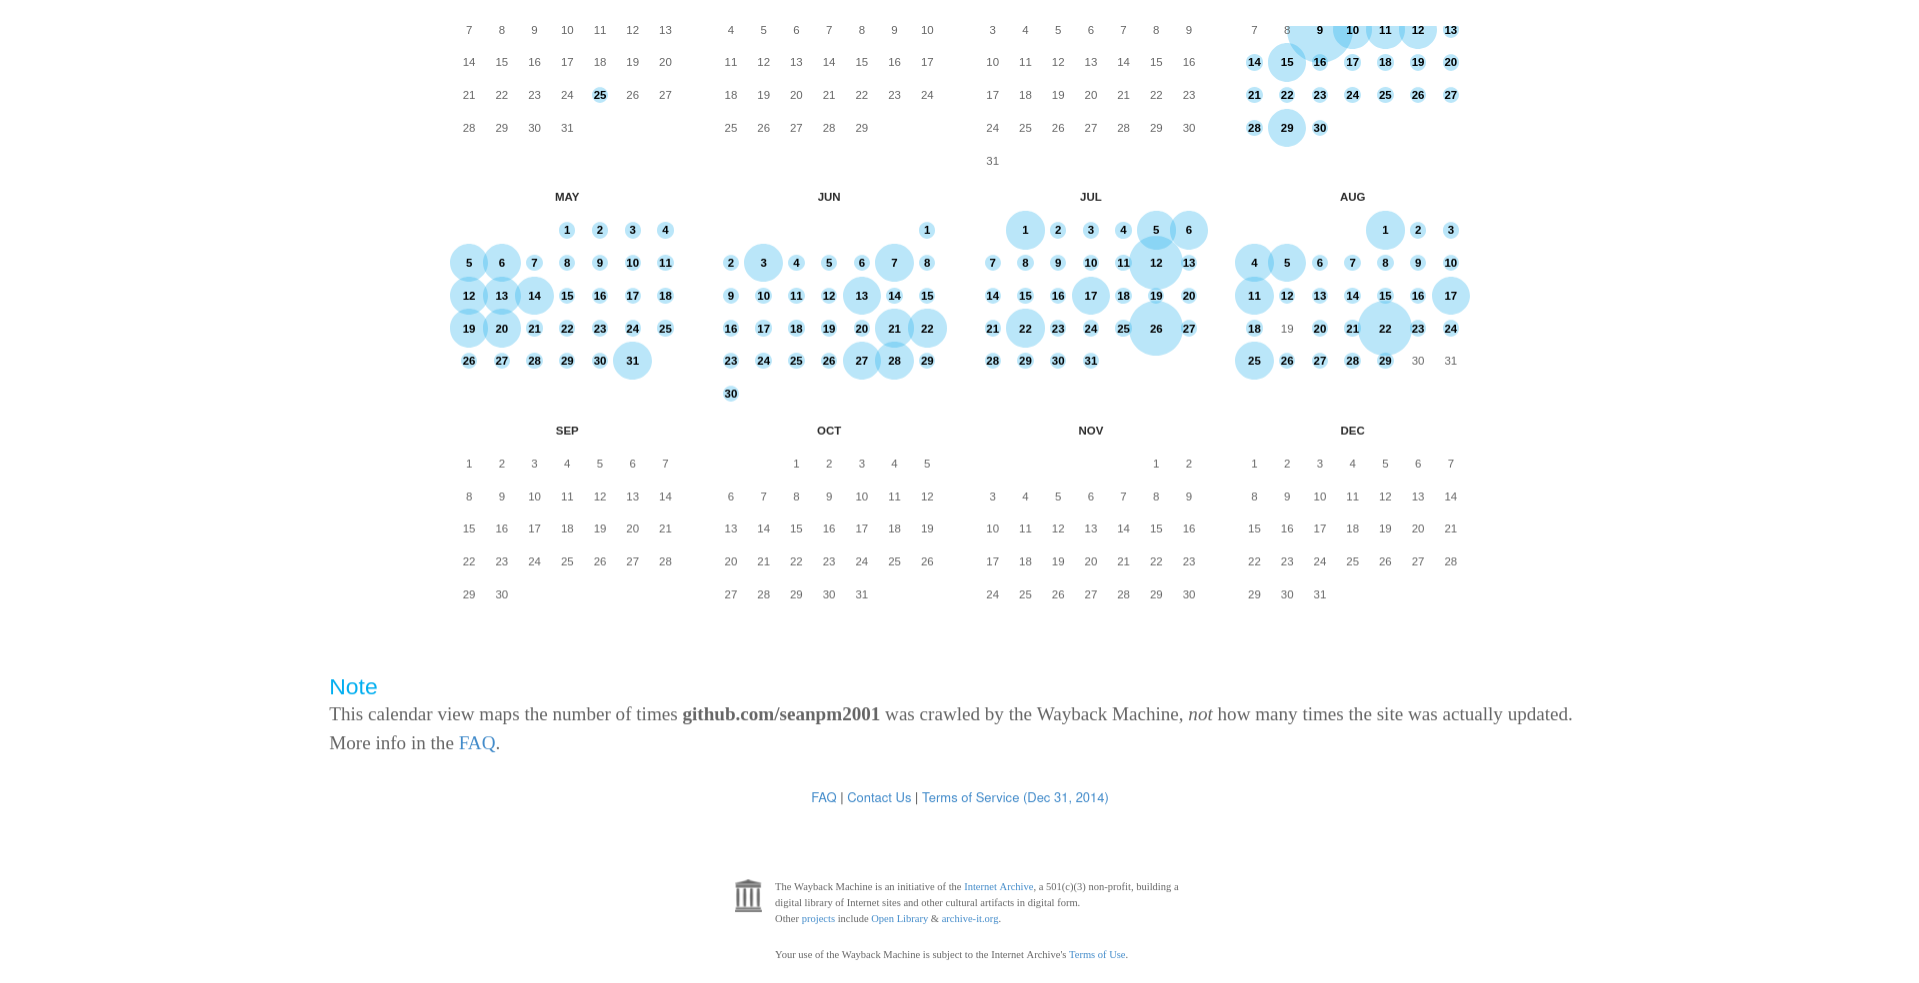 7 8 9 10 11 12 13 4 5 6 7 8 9 10 3 4 5 6 7 8 9 7 8 9 10 11 12 13
14 15 16 17 18 19 20 11 12 13 14 15 16 17 10 11 12 13 14 15 16 14 15 16 17 18 19 20
21 22 23 24 25 26 27 18 19 20 21 22 23 24 17 18 19 20 21 22 23 21 22 23 24 25 26 27
28 29 30 31 25 26 27 28 29 24 25 26 27 28 29 30 28 29 30
31
MAY JUN JUL AUG
1 2 3 4 1 1 2 3 4 5 6 1 2 3
5 6 7 8 9 10 11 2 3 4 5 6 7 8 7 8 9 10 11 12 13 4 5 6 7 8 9 10
12 13 14 15 16 17 18 9 10 11 12 13 14 15 14 15 16 17 18 19 20 11 12 13 14 15 16 17
19 20 21 22 23 24 25 16 17 18 19 20 21 22 21 22 23 24 25 26 27 18 19 20 21 22 23 24
26 27 28 29 30 31 23 24 25 26 27 28 29 28 29 30 31 25 26 27 28 29 30 31
30
SEP OCT NOV DEC
1 2 3 4 5 6 7 1 2 3 4 5 1 2 1 2 3 4 5 6 7
8 9 10 11 12 13 14 6 7 8 9 10 11 12 3 4 5 6 7 8 9 8 9 10 11 12 13 14
15 16 17 18 19 20 21 13 14 15 16 17 18 19 10 11 12 13 14 15 16 15 16 17 18 19 20 21
22 23 24 25 26 27 28 20 21 22 23 24 25 26 17 18 19 20 21 22 23 22 23 24 25 26 27 28
29 30 27 28 29 30 31 24 25 26 27 28 29 30 29 30 31
Note
This calendar view maps the number of times github.com/seanpm2001 was crawled by the Wayback Machine, not how many times the site was actually updated.
More info in the FAQ.
FAQ | Contact Us | Terms of Service (Dec 31, 2014)
The Wayback Machine is an initiative of the Internet Archive, a 501(c)(3) non-profit, building a
digital library of Internet sites and other cultural artifacts in digital form.
Other projects include Open Library & archive-it.org.
Your use of the Wayback Machine is subject to the Internet Archive's Terms of Use.